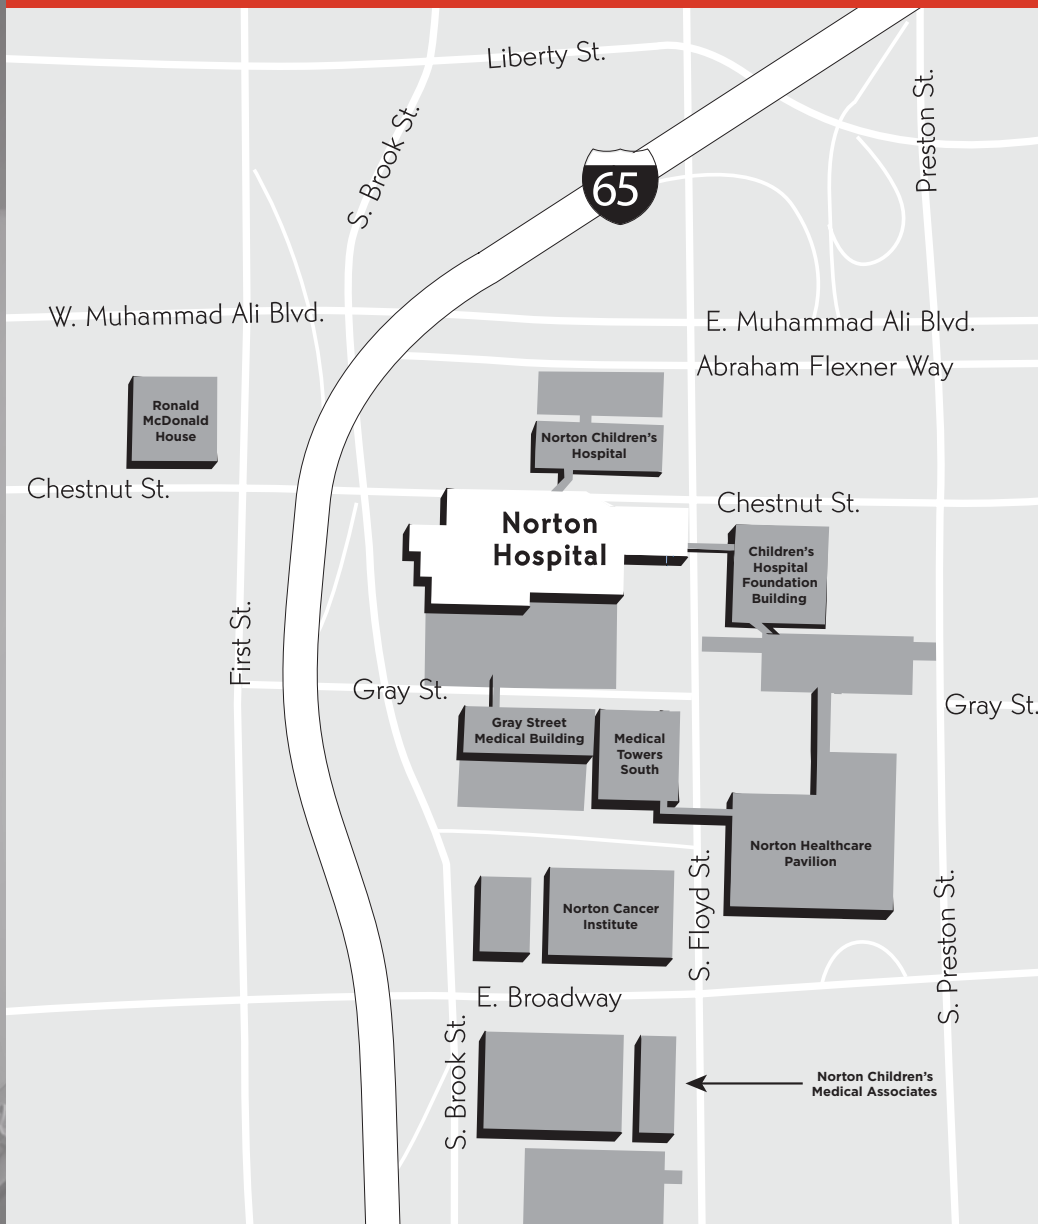 Liberty St.
Preston St.
S. Brook St.
65
W. Muhammad Ali Blvd.
E. Muhammad Ali Blvd.
Abraham Flexner Way
Ronald
McDonald
House
Norton Children's
Hospital
Chestnut St.
Chestnut St.
Norton
Hospital
Children's
Hospital
Foundation
Building
First St.
Gray St.
Gray St.
Gray Street
Medical Building
Medical
Towers
South
Norton Healthcare
Pavilion
Norton Cancer
Institute
S. Floyd St.
S. Preston St.
E. Broadway
S. Brook St.
Norton Children's
Medical Associates